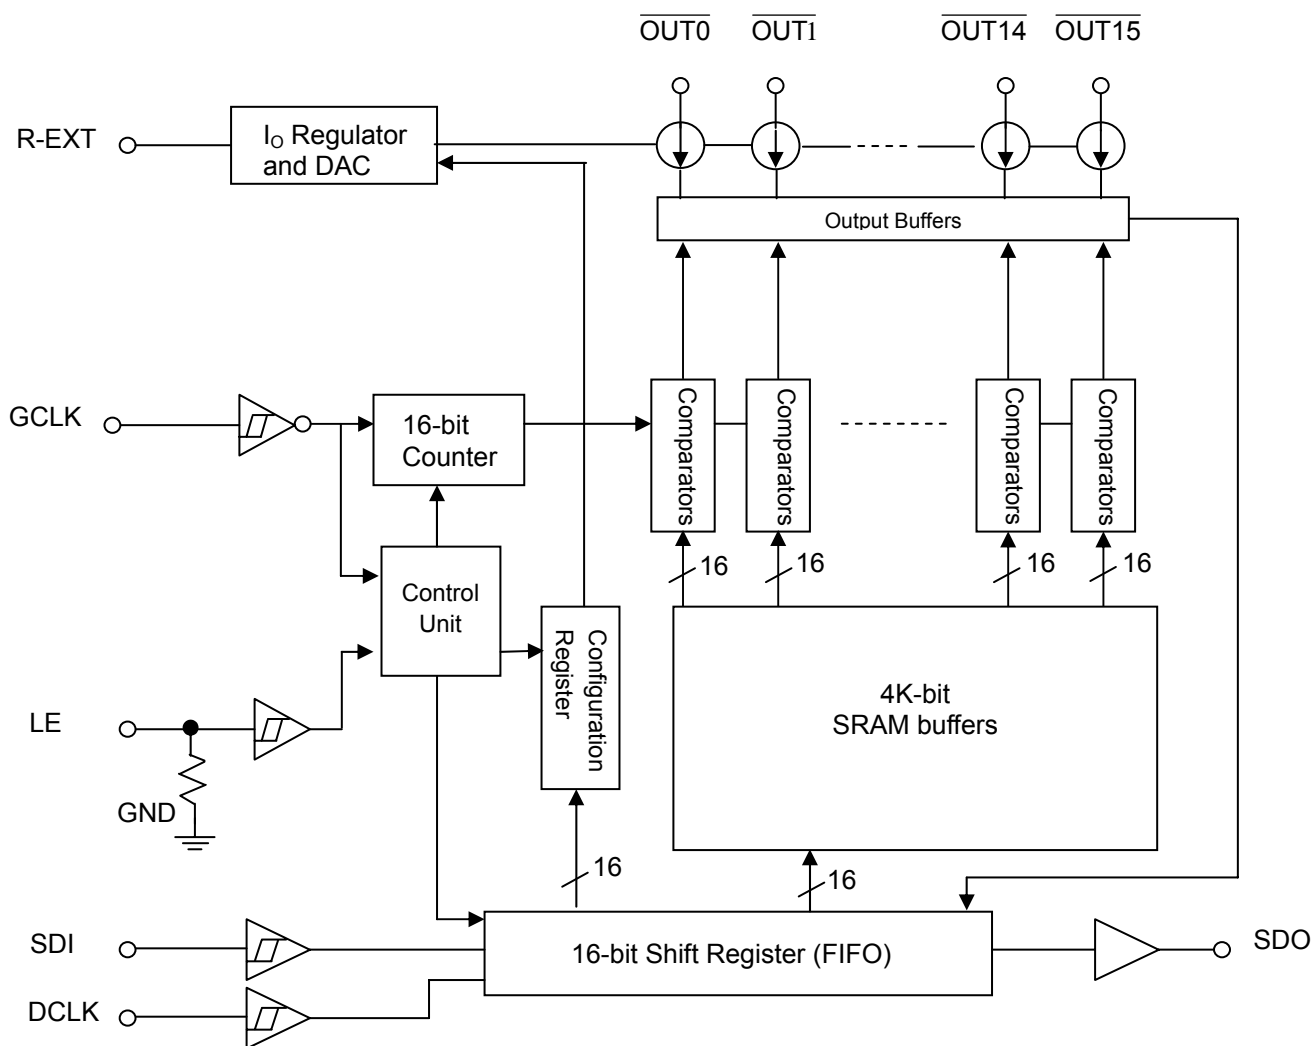 OUT0 OUT1 OUT14 OUT15
R-EXT
I₀ Regulator
and DAC
Output Buffers
GCLK
16-bit
Counter
Comparators
Comparators
Comparators
Comparators
16
16
16
16
Control
Unit
Configuration
Register
4K-bit
SRAM buffers
LE
GND
16
16
SDI
16-bit Shift Register (FIFO)
SDO
DCLK